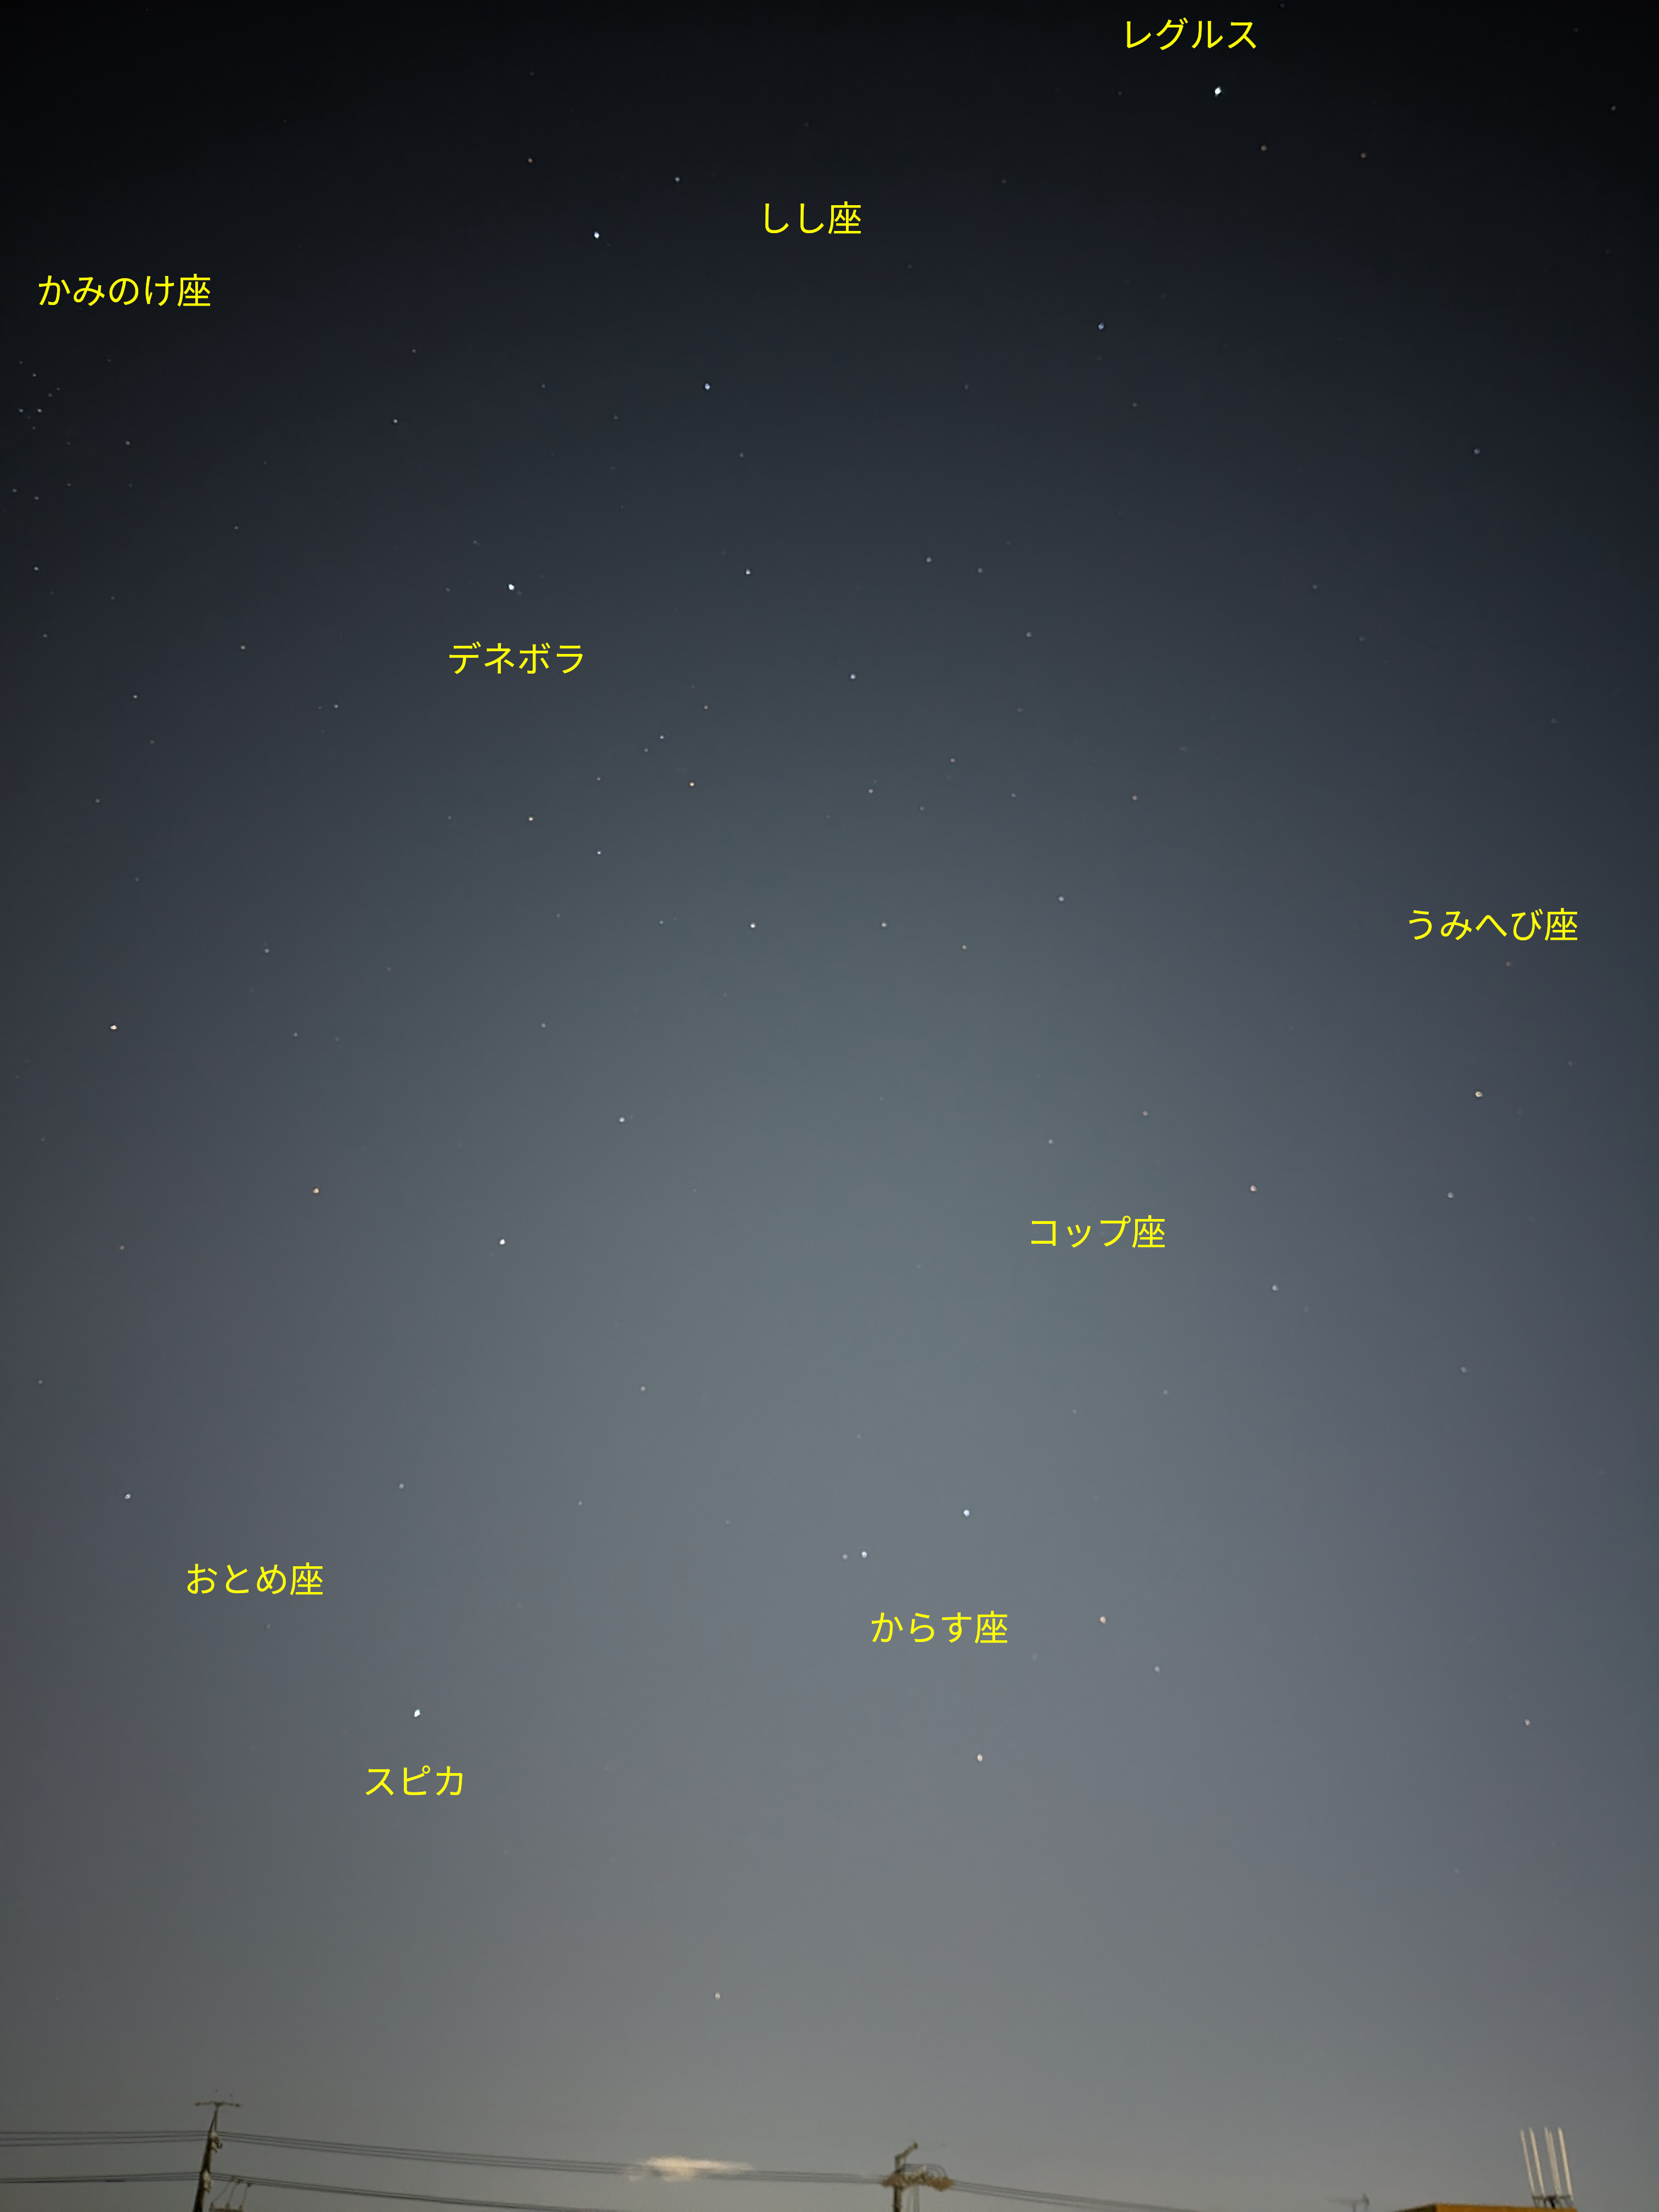 レグルス
しし座
かみのけ座
デネボラ
うみへび座
コップ座
おとめ座
からす座
スピカ